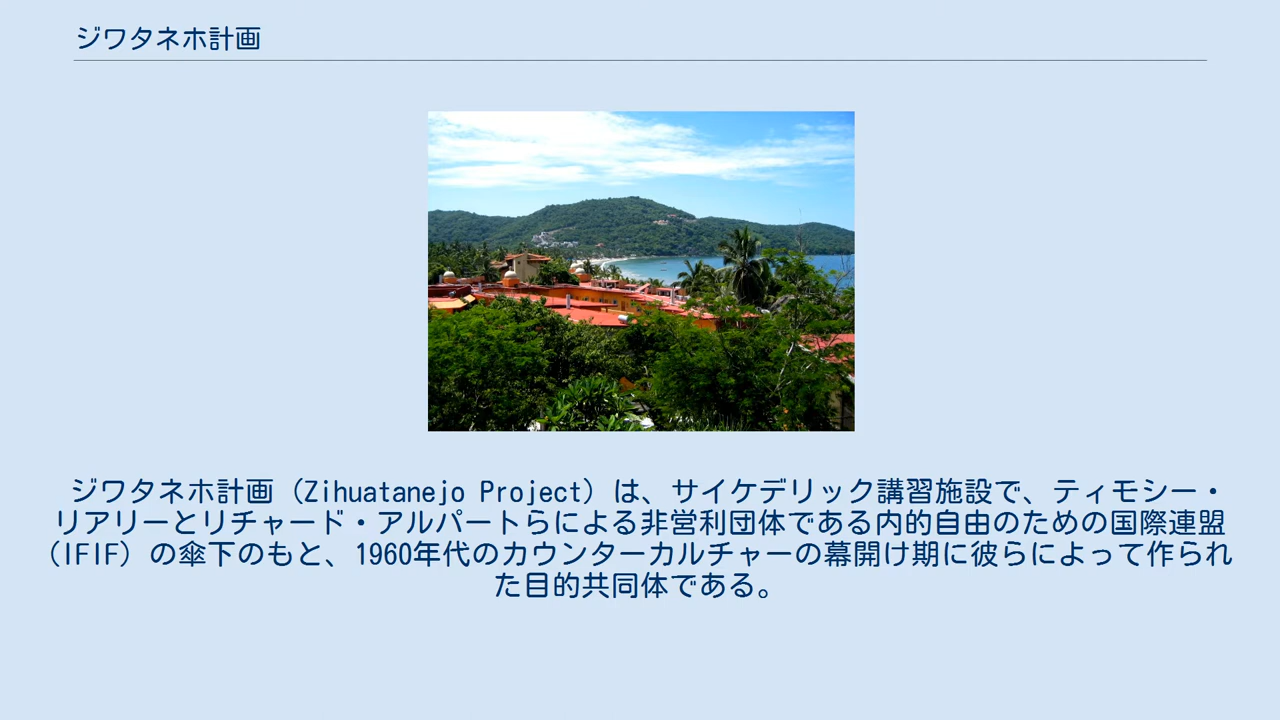 ジワタネホ計画
ジワタネホ計画（Zihuatanejo Project）は、サイケデリック講習施設で、ティモシー・
リアリーとリチャード・アルパートらによる非営利団体である内的自由のための国際連盟
（IFIF）の傘下のもと、1960年代のカウンターカルチャーの幕開け期に彼らによって作られ
た目的共同体である。